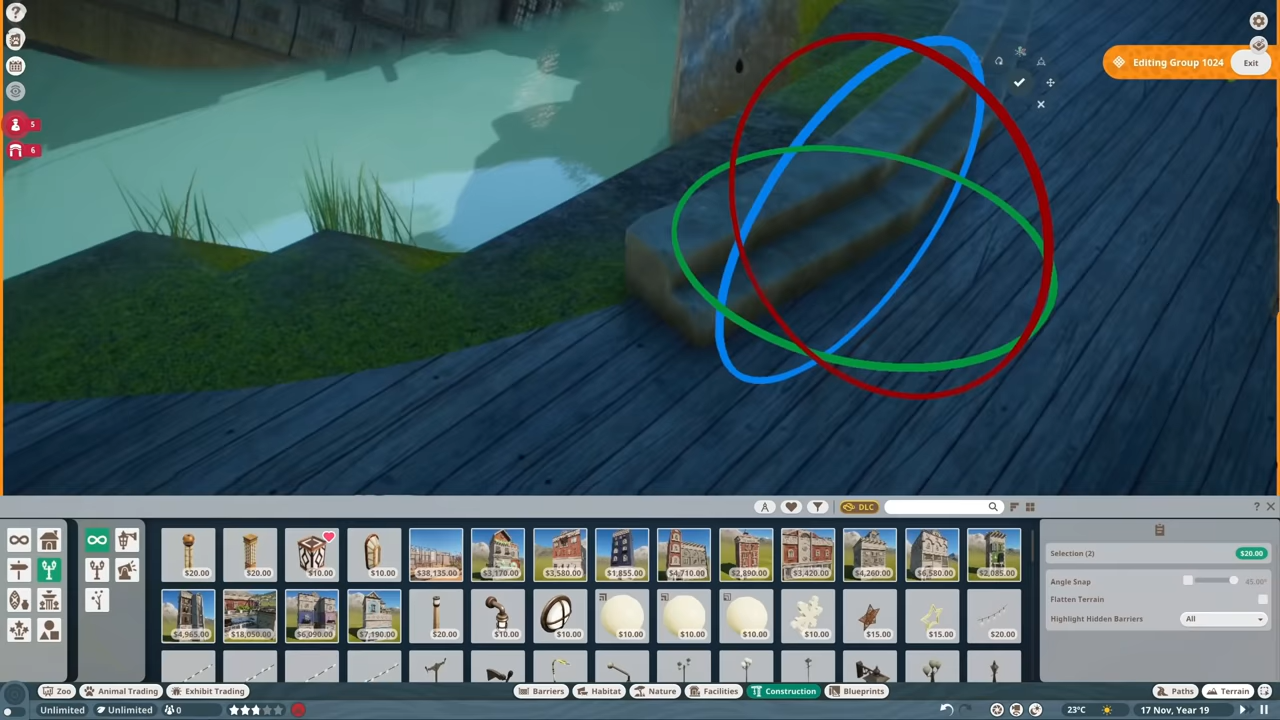 Editing Group 1024
Exit
5
6
DLC
?
$20.00
$20.00
$10.00
$10.00
$38,135.00
$3,170.00
$3,580.00
$1,855.00
$4,710.00
$2,890.00
$3,420.00
$4,260.00
$6,580.00
$2,085.00
$4,965.00
$18,050.00
$6,090.00
$7,190.00
$20.00
$10.00
$10.00
$10.00
$10.00
$10.00
$10.00
$15.00
$15.00
$20.00
Selection (2)
$20.00
Angle Snap
45.00°
Flatten Terrain
Highlight Hidden Barriers
All
Zoo
Animal Trading
Exhibit Trading
Barriers
Habitat
Nature
Facilities
Construction
Blueprints
Paths
Terrain
Unlimited
Unlimited
0
23°C
17 Nov, Year 19